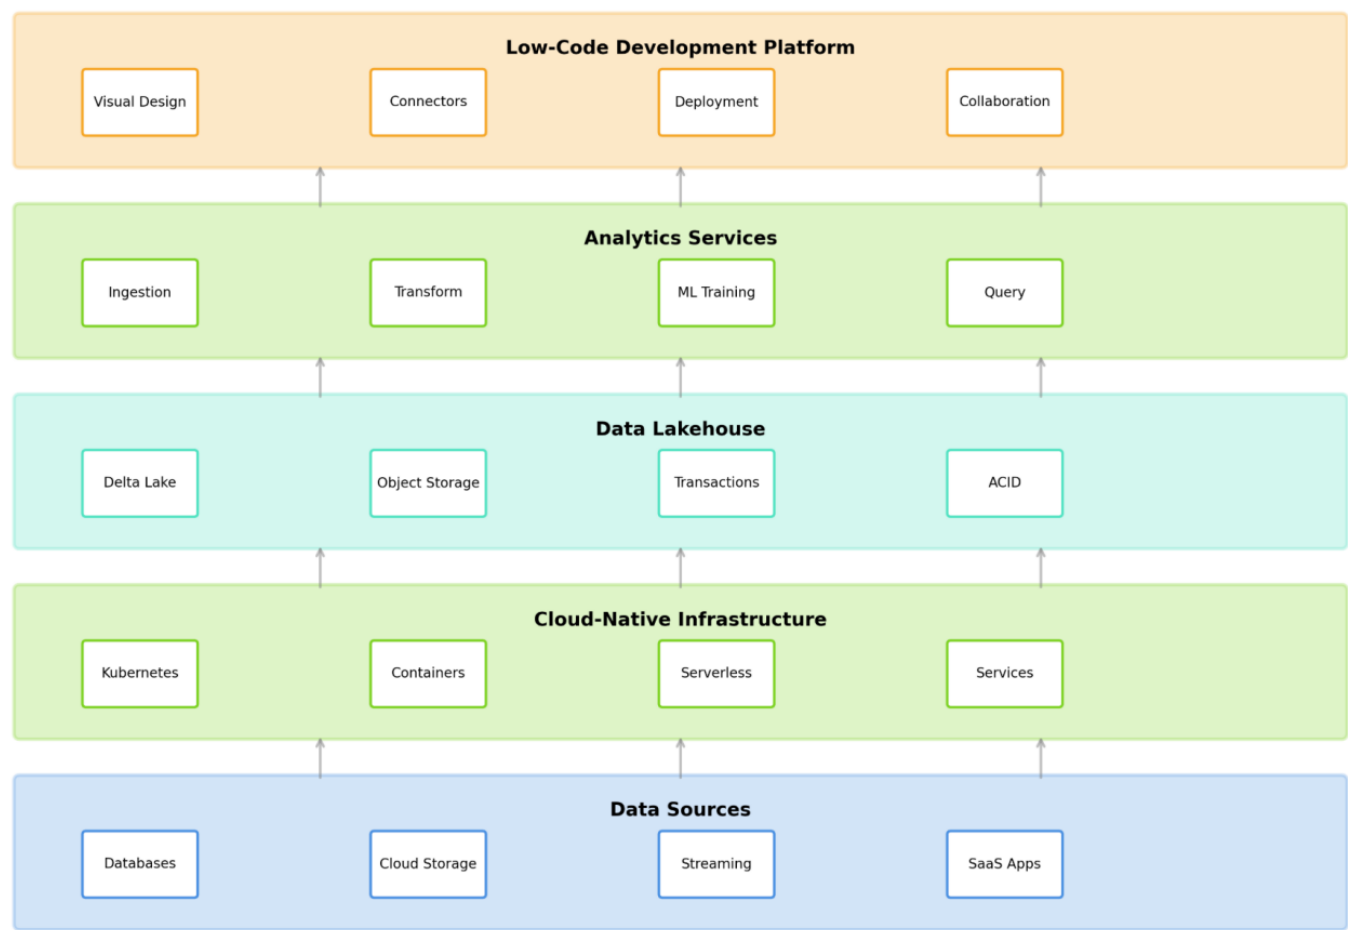 Low-Code Development Platform
Visual Design
Connectors
Deployment
Collaboration
Analytics Services
Ingestion
Transform
ML Training
Query
Data Lakehouse
Delta Lake
Object Storage
Transactions
ACID
Cloud-Native Infrastructure
Kubernetes
Containers
Serverless
Services
Data Sources
Databases
Cloud Storage
Streaming
SaaS Apps